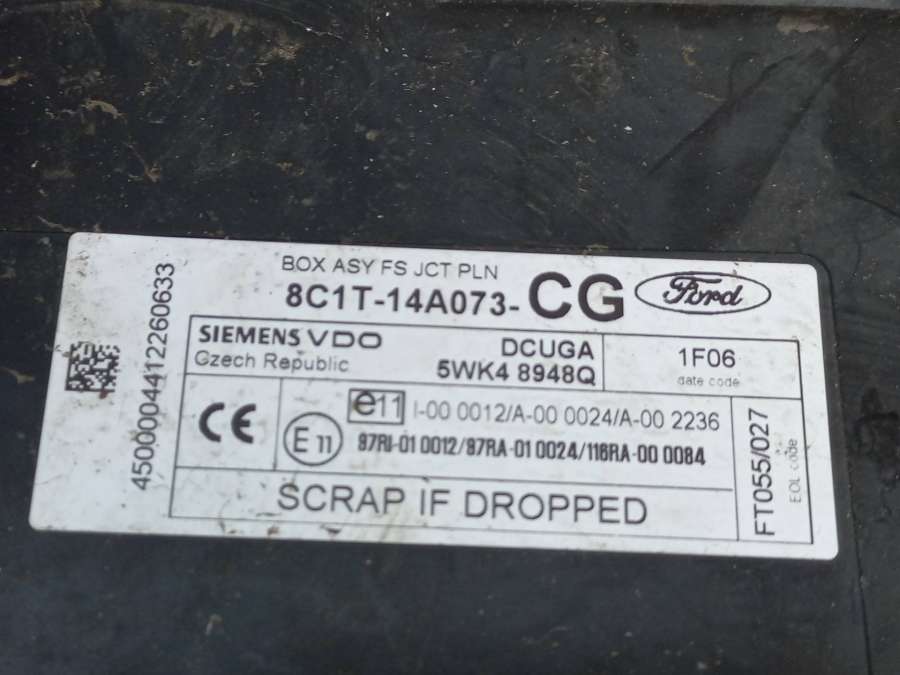 BOX ASY FS JCT PLN
8C1T-14A073-CG
Ford
SIEMENS VDO
Czech Republic
DCUGA
5WK4 8948Q
1F06
date code
CE
E 11
e11 I-00 0012/A-00 0024/A-00 2236
97RI-01 0012/97RA-01 0024/116RA-00 0084
SCRAP IF DROPPED
FT055/027
EOL code
4500004412260633